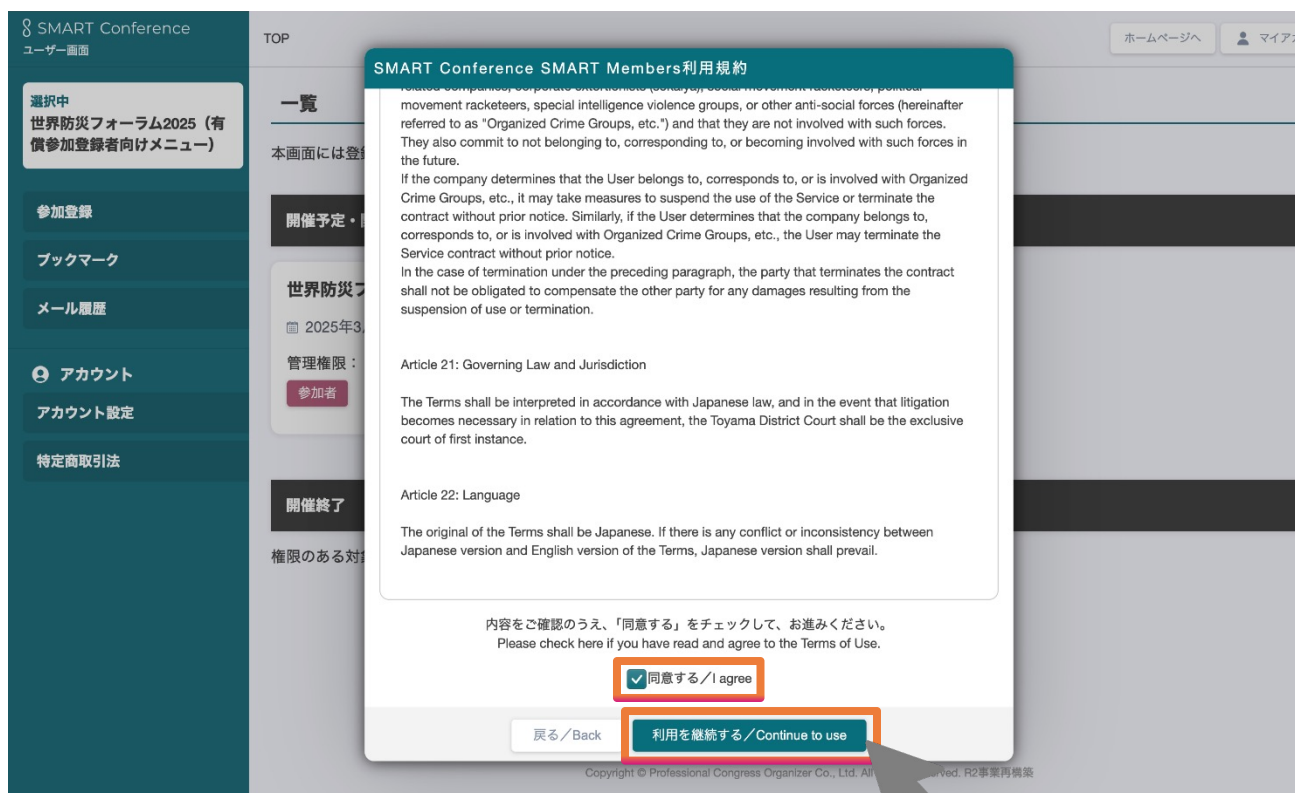 SMART Conference
ユーザー画面
選択中
世界防災フォーラム2025（有
償参加登録者向けメニュー）
参加登録
ブックマーク
メール履歴
アカウント
アカウント設定
特定商取引法
TOP
ホームページへ
マイア
一覧
本画面には登
開催予定・
世界防災フ
2025年3
管理権限：
参加者
開催終了
権限のある対
SMART Conference SMART Members利用規約
related companies, corporate extortionists (sokaiya), social movement racketeers, political
movement racketeers, special intelligence violence groups, or other anti-social forces (hereinafter
referred to as "Organized Crime Groups, etc.") and that they are not involved with such forces.
They also commit to not belonging to, corresponding to, or becoming involved with such forces in
the future.
If the company determines that the User belongs to, corresponds to, or is involved with Organized
Crime Groups, etc., it may take measures to suspend the use of the Service or terminate the
contract without prior notice. Similarly, if the User determines that the company belongs to,
corresponds to, or is involved with Organized Crime Groups, etc., the User may terminate the
Service contract without prior notice.
In the case of termination under the preceding paragraph, the party that terminates the contract
shall not be obligated to compensate the other party for any damages resulting from the
suspension of use or termination.
Article 21: Governing Law and Jurisdiction
The Terms shall be interpreted in accordance with Japanese law, and in the event that litigation
becomes necessary in relation to this agreement, the Toyama District Court shall be the exclusive
court of first instance.
Article 22: Language
The original of the Terms shall be Japanese. If there is any conflict or inconsistency between
Japanese version and English version of the Terms, Japanese version shall prevail.
内容をご確認のうえ、「同意する」をチェックして、お進みください。
Please check here if you have read and agree to the Terms of Use.
同意する／I agree
戻る／Back
利用を継続する／Continue to use
Copyright © Professional Congress Organizer Co., Ltd. All rved. R2事業再構築